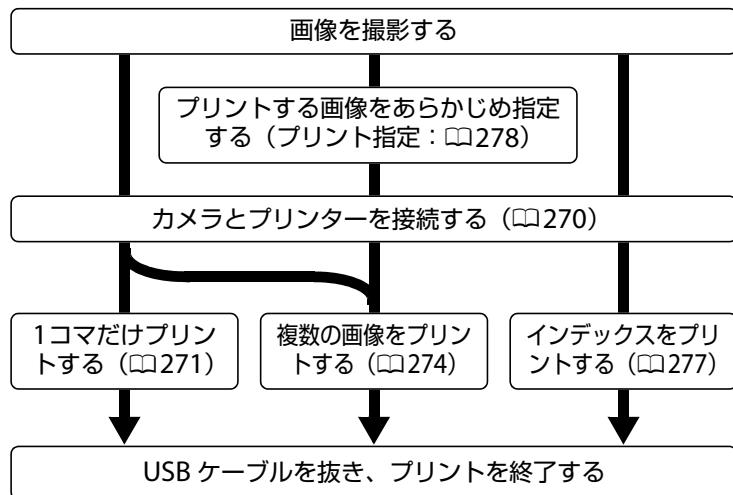 画像を撮影する
プリントする画像をあらかじめ指定
する（プリント指定：🕮278）
カメラとプリンターを接続する（🕮270）
1コマだけプリン
トする（🕮271）
複数の画像をプリン
トする（🕮274）
インデックスをプリ
ントする（🕮277）
USB ケーブルを抜き、プリントを終了する